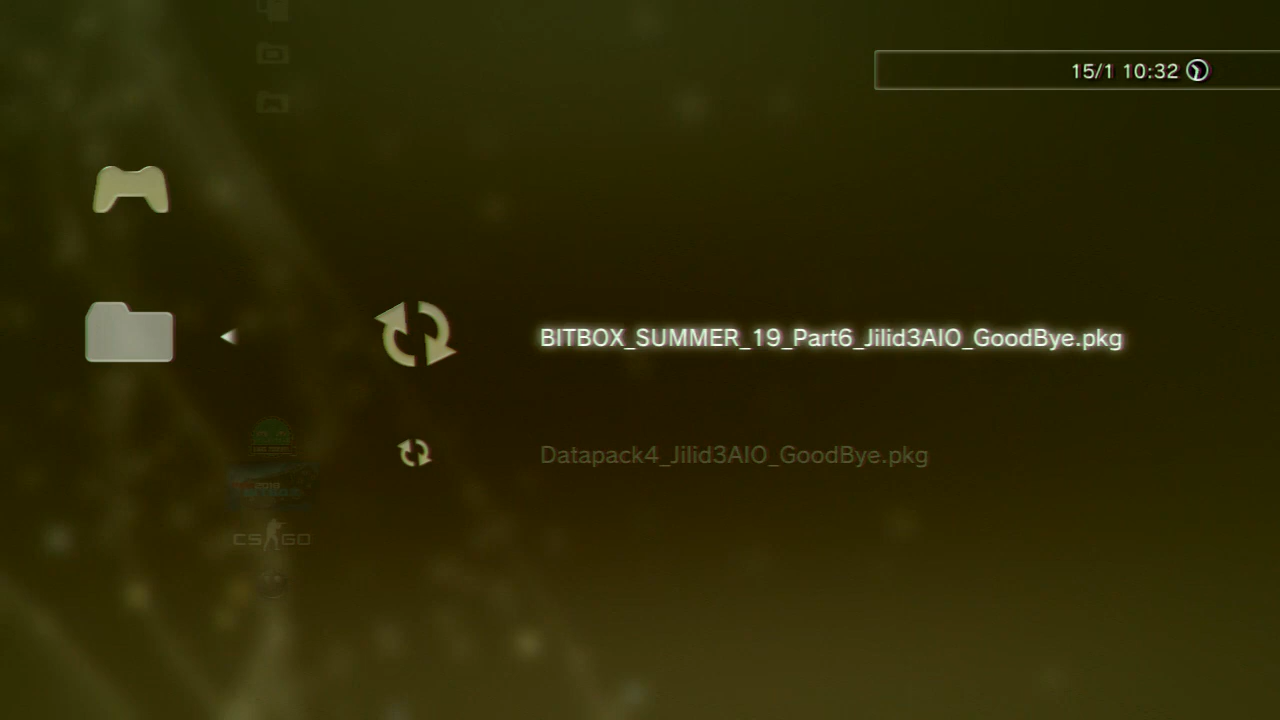 15/1 10:32
BITBOX_SUMMER_19_Part6_Jilid3AIO_GoodBye.pkg
Datapack4_Jilid3AIO_GoodBye.pkg
CS GO